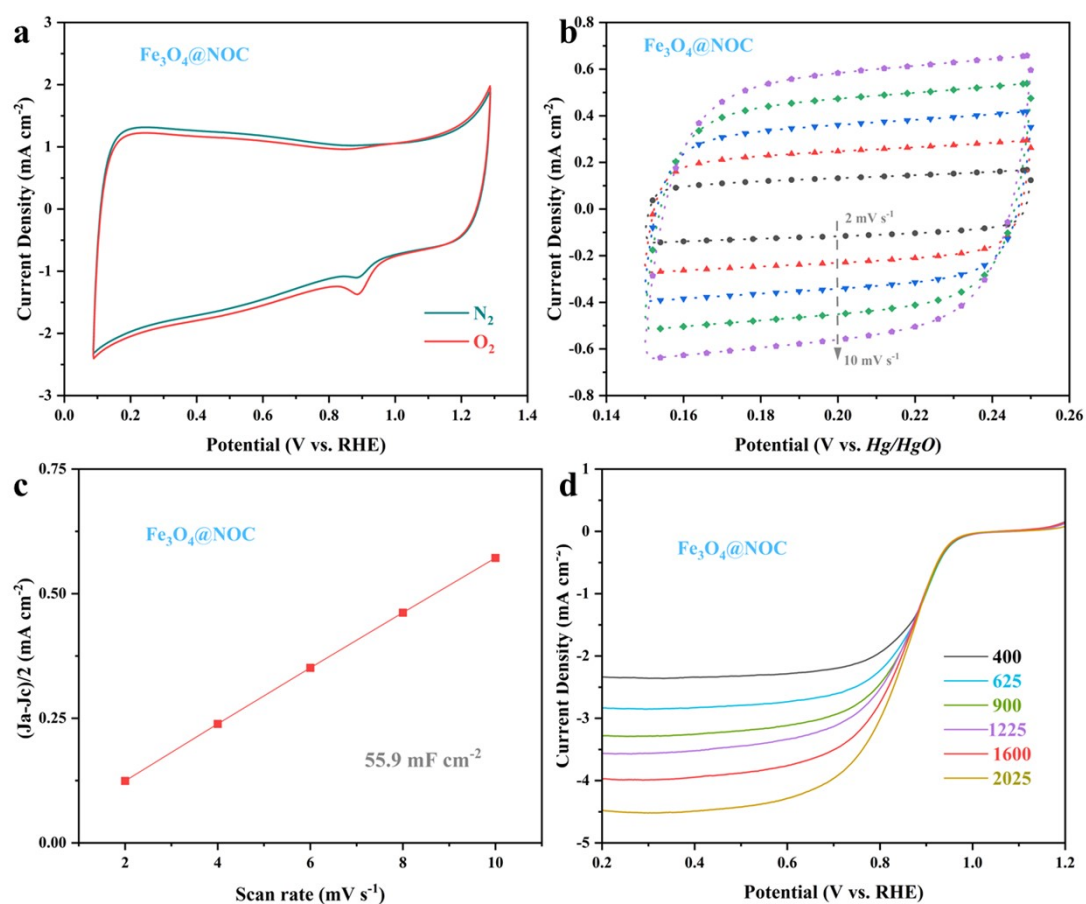 a
Fe₃O₄@NOC
Current Density (mA cm⁻²)
3
2
1
0
-1
-2
-3
0.0 0.2 0.4 0.6 0.8 1.0 1.2 1.4
Potential (V vs. RHE)
N₂
O₂
b
Fe₃O₄@NOC
Current Density (mA cm⁻²)
0.8
0.6
0.4
0.2
0.0
-0.2
-0.4
-0.6
-0.8
2 mV s⁻¹
10 mV s⁻¹
0.14 0.16 0.18 0.20 0.22 0.24 0.26
Potential (V vs. Hg/HgO)
c
Fe₃O₄@NOC
(Ja-Jc)/2 (mA cm⁻²)
0.75
0.50
0.25
0.00
55.9 mF cm⁻²
2 4 6 8 10
Scan rate (mV s⁻¹)
d
Fe₃O₄@NOC
Current Density (mA cm⁻²)
1
0
-1
-2
-3
-4
-5
400
625
900
1225
1600
2025
0.2 0.4 0.6 0.8 1.0 1.2
Potential (V vs. RHE)